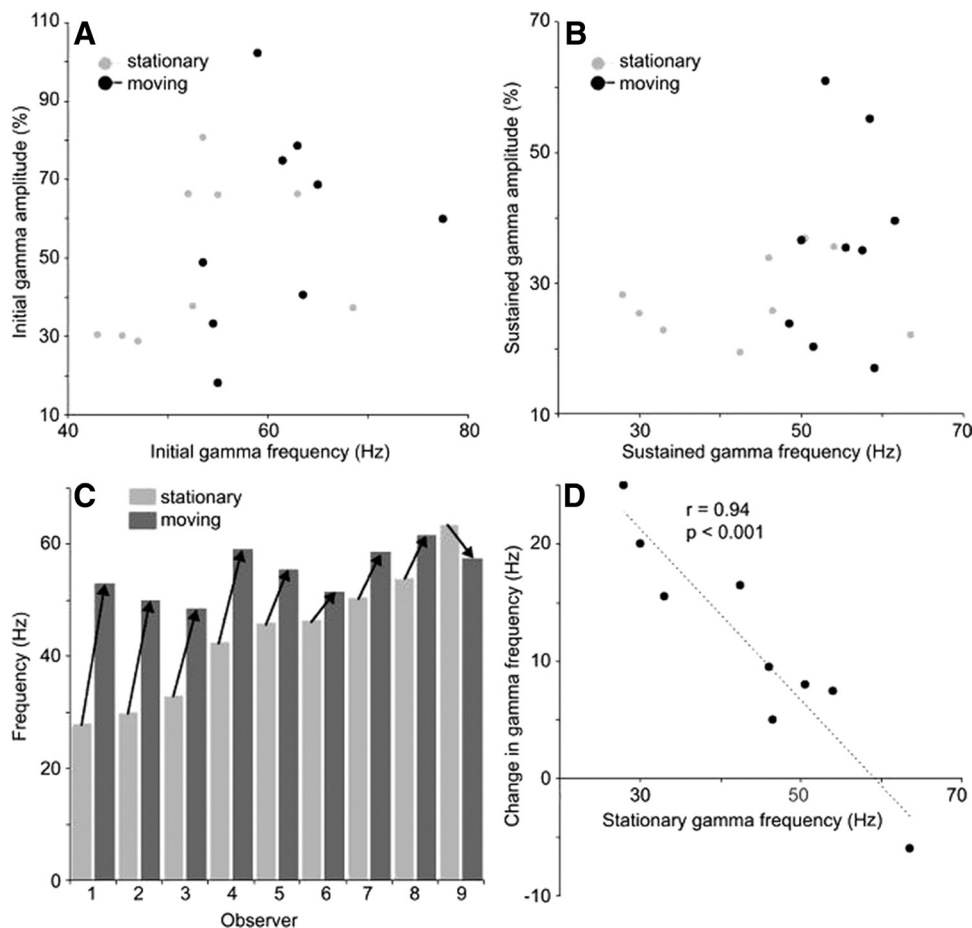 A
110
90
70
50
30
10
40
60
80
stationary
moving
Initial gamma amplitude (%)
Initial gamma frequency (Hz)
B
70
50
30
10
30
50
70
stationary
moving
Sustained gamma amplitude (%)
Sustained gamma frequency (Hz)
C
stationary
moving
60
40
20
0
Frequency (Hz)
1 2 3 4 5 6 7 8 9
Observer
D
r = 0.94
p < 0.001
20
10
0
-10
30
50
70
Change in gamma frequency (Hz)
Stationary gamma frequency (Hz)